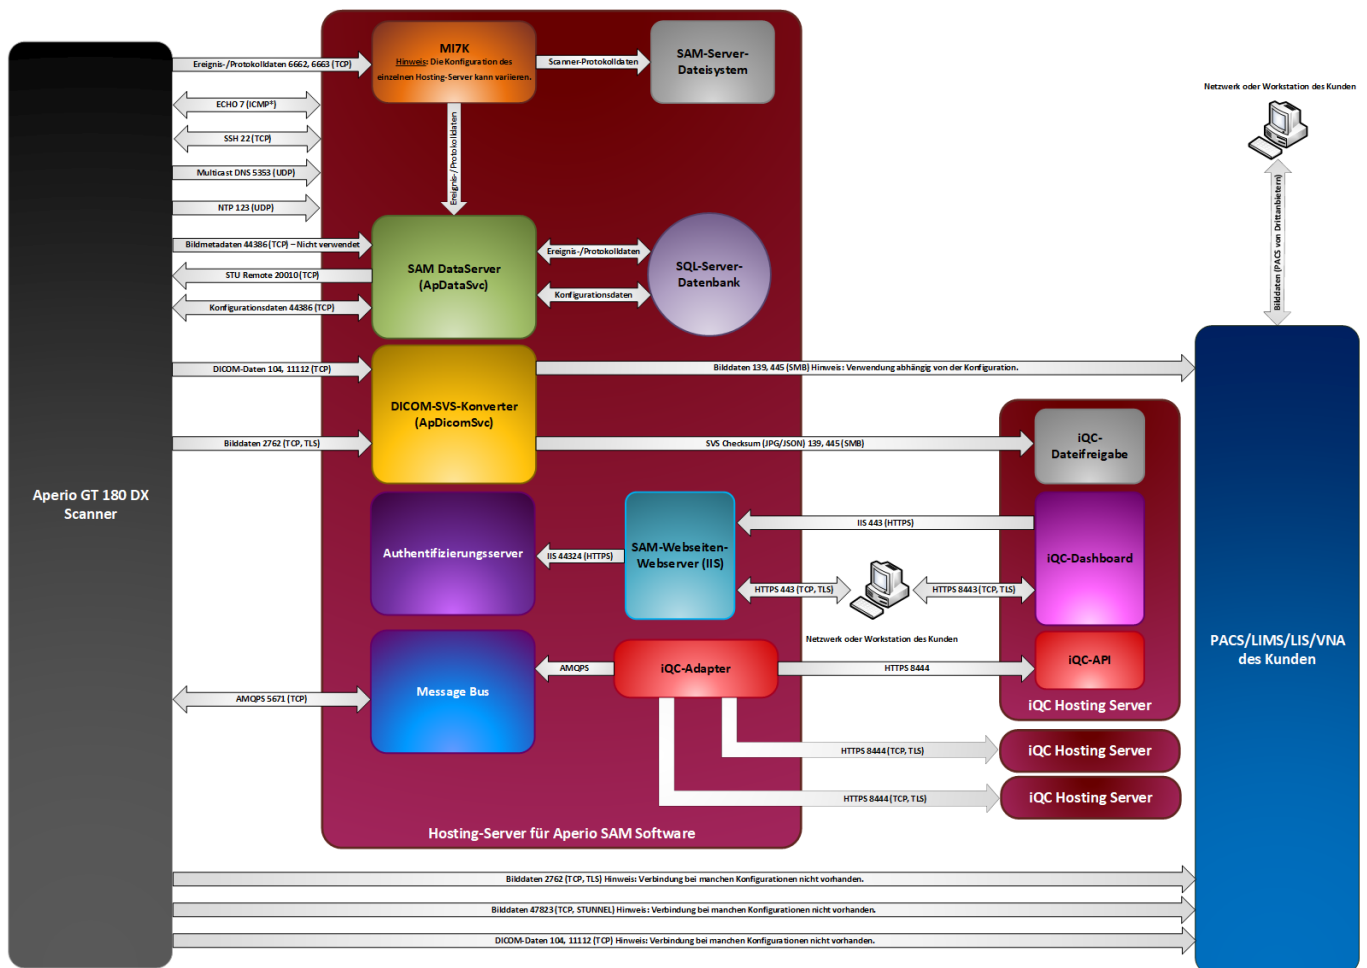 MI7K
Hinweis: Die Konfiguration des
einzelnen Hosting-Server kann variieren.
SAM-Server-
Dateisystem
Ereignis-/Protokolldaten 6662, 6663 (TCP)
Scanner-Protokolldaten
Netzwerk oder Workstation des Kunden
ECHO 7 (ICMP*)
SSH 22 (TCP)
Multicast DNS 5353 (UDP)
NTP 123 (UDP)
Ereignis-/Protokolldaten
Bilddaten (PACS von Drittanbietern)
Bildmetadaten 44386 (TCP) – Nicht verwendet
STU Remote 20010 (TCP)
Konfigurationsdaten 44386 (TCP)
SAM DataServer
(ApDataSvc)
Ereignis-/Protokolldaten
Konfigurationsdaten
SQL-Server-
Datenbank
DICOM-Daten 104, 11112 (TCP)
Bilddaten 139, 445 (SMB) Hinweis: Verwendung abhängig von der Konfiguration.
DICOM-SVS-Konverter
(ApDicomSvc)
Bilddaten 2762 (TCP, TLS)
SVS Checksum (JPG/JSON) 139, 445 (SMB)
iQC-
Dateifreigabe
Aperio GT 180 DX
Scanner
IIS 443 (HTTPS)
Authentifizierungsserver
IIS 44324 (HTTPS)
SAM-Webseiten-
Webserver (IIS)
iQC-Dashboard
HTTPS 443 (TCP, TLS)
HTTPS 8443 (TCP, TLS)
Netzwerk oder Workstation des Kunden
PACS/LIMS/LIS/VNA
des Kunden
AMQPS
iQC-Adapter
HTTPS 8444
iQC-API
AMQPS 5671 (TCP)
Message Bus
iQC Hosting Server
HTTPS 8444 (TCP, TLS)
iQC Hosting Server
HTTPS 8444 (TCP, TLS)
iQC Hosting Server
Hosting-Server für Aperio SAM Software
Bilddaten 2762 (TCP, TLS) Hinweis: Verbindung bei manchen Konfigurationen nicht vorhanden.
Bilddaten 47823 (TCP, STUNNEL) Hinweis: Verbindung bei manchen Konfigurationen nicht vorhanden.
DICOM-Daten 104, 11112 (TCP) Hinweis: Verbindung bei manchen Konfigurationen nicht vorhanden.